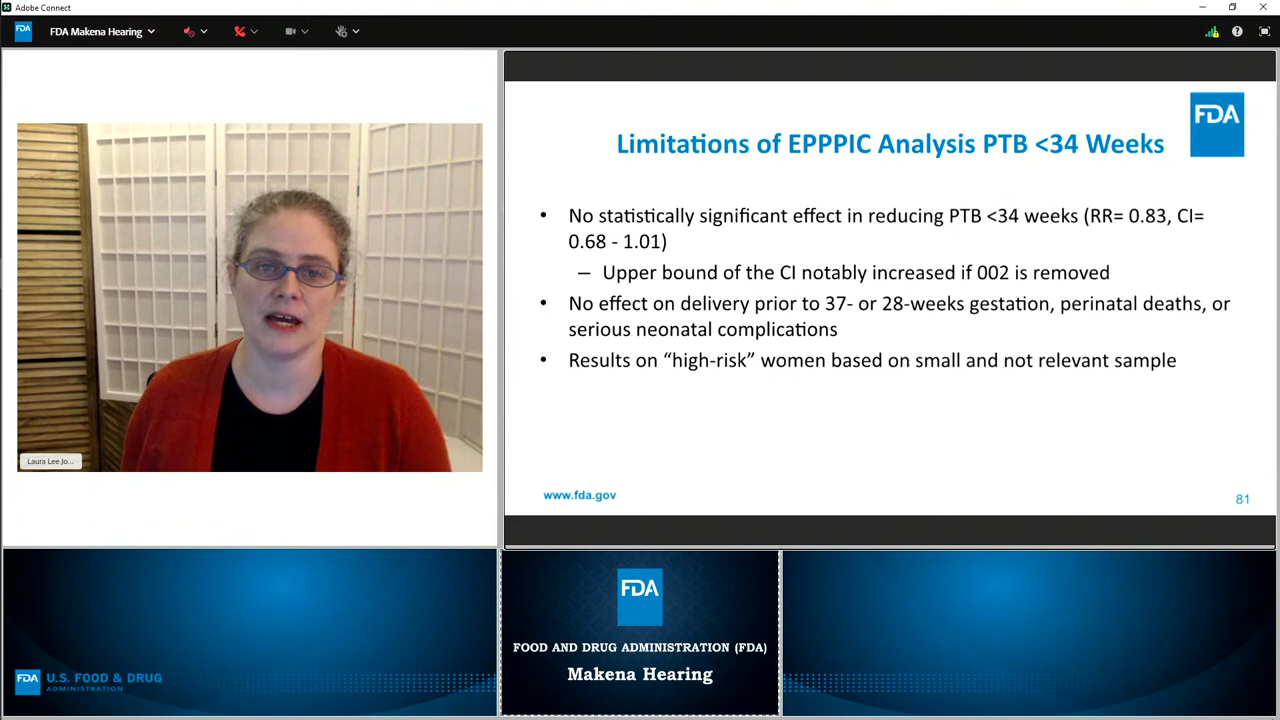 Adobe Connect
FDA
FDA Makena Hearing
FDA
Limitations of EPPPIC Analysis PTB <34 Weeks
• No statistically significant effect in reducing PTB <34 weeks (RR= 0.83, CI=
0.68 - 1.01)
– Upper bound of the CI notably increased if 002 is removed
• No effect on delivery prior to 37- or 28-weeks gestation, perinatal deaths, or
serious neonatal complications
• Results on “high-risk” women based on small and not relevant sample
www.fda.gov
81
Laura Lee Jo...
FDA
U.S. FOOD & DRUG
ADMINISTRATION
FDA
FOOD AND DRUG ADMINISTRATION (FDA)
Makena Hearing